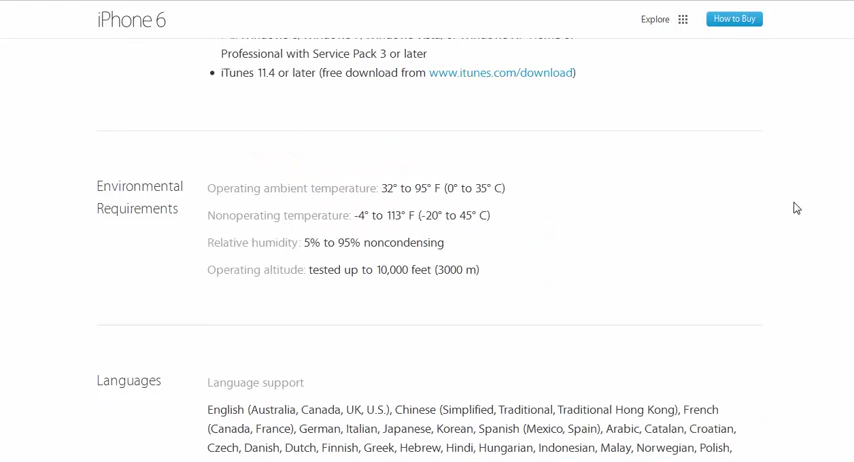 iPhone 6
Explore
How to Buy
Professional with Service Pack 3 or later
• iTunes 11.4 or later (free download from www.itunes.com/download)
Environmental Requirements
Operating ambient temperature: 32° to 95° F (0° to 35° C)
Nonoperating temperature: -4° to 113° F (-20° to 45° C)
Relative humidity: 5% to 95% noncondensing
Operating altitude: tested up to 10,000 feet (3000 m)
Languages
Language support
English (Australia, Canada, UK, U.S.), Chinese (Simplified, Traditional, Traditional Hong Kong), French
(Canada, France), German, Italian, Japanese, Korean, Spanish (Mexico, Spain), Arabic, Catalan, Croatian,
Czech, Danish, Dutch, Finnish, Greek, Hebrew, Hindi, Hungarian, Indonesian, Malay, Norwegian, Polish,